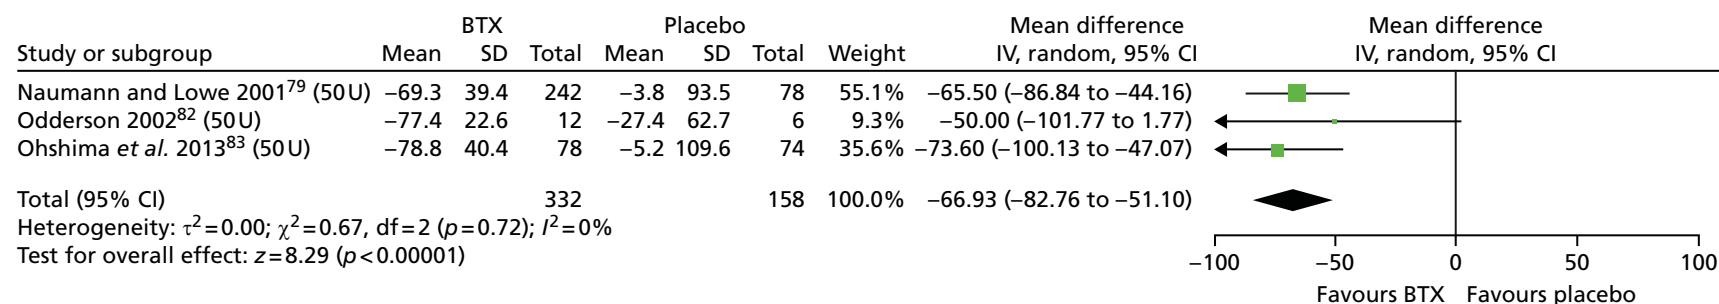 BTX Placebo Mean difference Mean difference
Study or subgroup Mean SD Total Mean SD Total Weight IV, random, 95% CI IV, random, 95% CI
Naumann and Lowe 2001⁷⁹ (50 U) −69.3 39.4 242 −3.8 93.5 78 55.1% −65.50 (−86.84 to −44.16)
Odderson 2002⁸² (50 U) −77.4 22.6 12 −27.4 62.7 6 9.3% −50.00 (−101.77 to 1.77)
Ohshima et al. 2013⁸³ (50 U) −78.8 40.4 78 −5.2 109.6 74 35.6% −73.60 (−100.13 to −47.07)
Total (95% CI) 332 158 100.0% −66.93 (−82.76 to −51.10)
Heterogeneity: τ²=0.00; χ²=0.67, df=2 (p=0.72); I²=0%
Test for overall effect: z=8.29 (p<0.00001)
−100 −50 0 50 100
Favours BTX Favours placebo